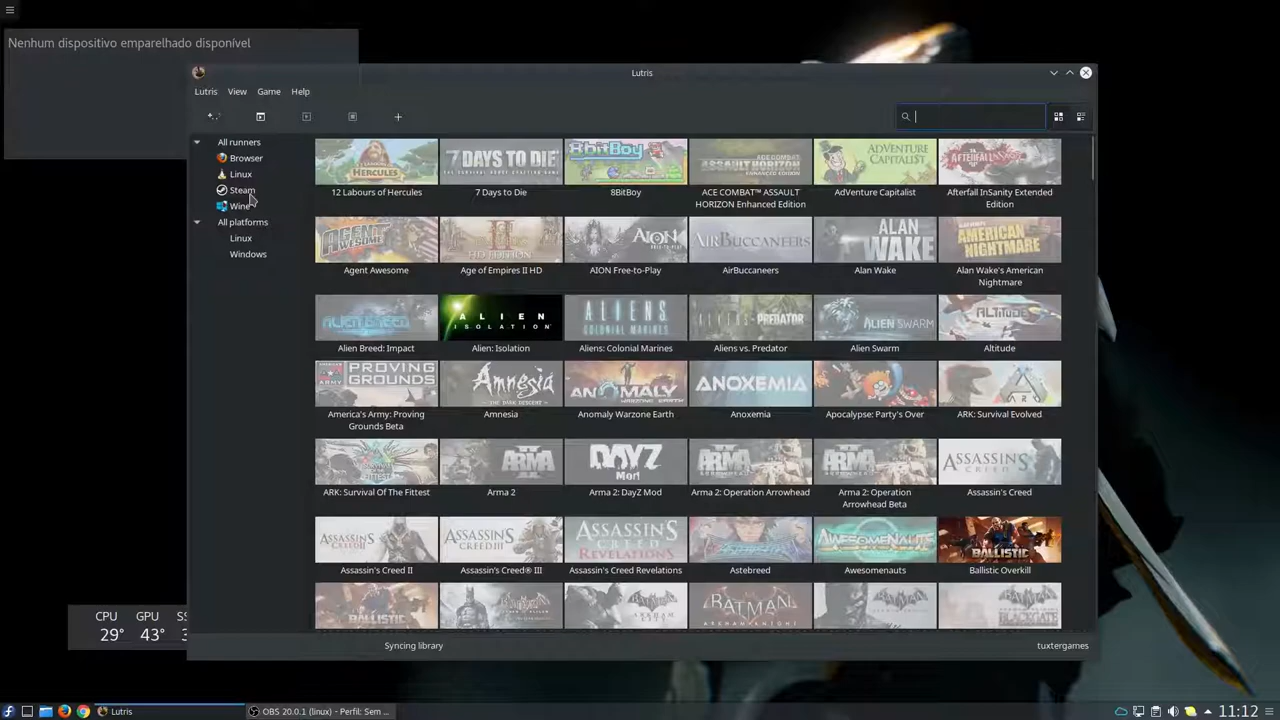 Nenhum dispositivo emparelhado disponível
Lutris
Lutris View Game Help
All runners
Browser
Linux
Steam
Wine
All platforms
Linux
Windows
12 Labours of Hercules
7 Days to Die
8BitBoy
ACE COMBAT™ ASSAULT
HORIZON Enhanced Edition
AdVenture Capitalist
Afterfall InSanity Extended
Edition
Agent Awesome
Age of Empires II HD
AION Free-to-Play
AirBuccaneers
Alan Wake
Alan Wake's American
Nightmare
Alien Breed: Impact
Alien: Isolation
Aliens: Colonial Marines
Aliens vs. Predator
Alien Swarm
Altitude
America's Army: Proving
Grounds Beta
Amnesia
Anomaly Warzone Earth
Anoxemia
Apocalypse: Party's Over
ARK: Survival Evolved
ARK: Survival Of The Fittest
Arma 2
Arma 2: DayZ Mod
Arma 2: Operation Arrowhead
Arma 2: Operation
Arrowhead Beta
Assassin's Creed
Assassin's Creed II
Assassin's Creed® III
Assassin's Creed Revelations
Astebreed
Awesomenauts
Ballistic Overkill
CPU GPU
29° 43°
Syncing library
tuxtergames
Lutris
OBS 20.0.1 (linux) - Perfil: Sem ...
11:12